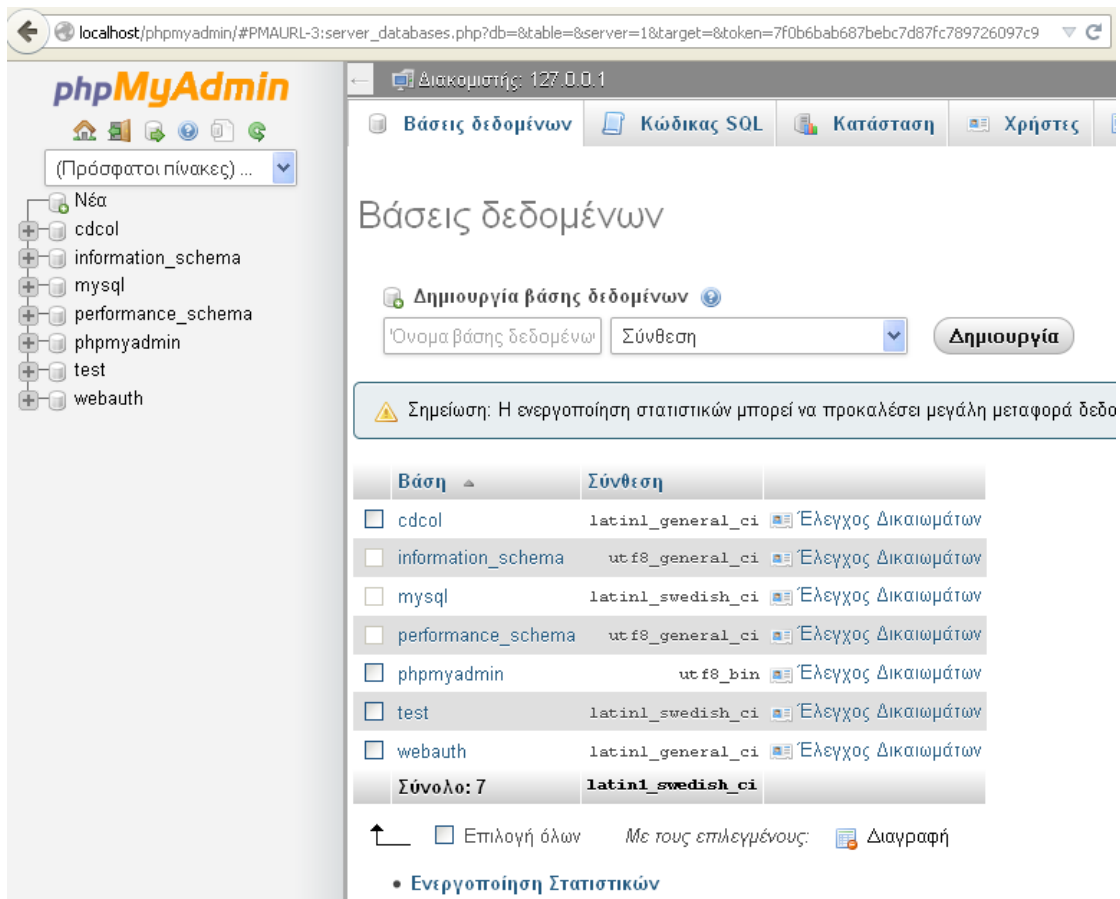 localhost/phpmyadmin/#PMAURL-3:server_databases.php?db=&table=&server=1&target=&token=7f0b6bab687bebc7d87fc789726097c9
phpMyAdmin
(Πρόσφατοι πίνακες) ...
Νέα
cdcol
information_schema
mysql
performance_schema
phpmyadmin
test
webauth
Διακομιστής: 127.0.0.1
Βάσεις δεδομένων Κώδικας SQL Κατάσταση Χρήστες
Βάσεις δεδομένων
Δημιουργία βάσης δεδομένων
Όνομα βάσης δεδομένω Σύνθεση Δημιουργία
Σημείωση: Η ενεργοποίηση στατιστικών μπορεί να προκαλέσει μεγάλη μεταφορά δεδο
Βάση Σύνθεση
cdcol latin1_general_ci Έλεγχος Δικαιωμάτων
information_schema utf8_general_ci Έλεγχος Δικαιωμάτων
mysql latin1_swedish_ci Έλεγχος Δικαιωμάτων
performance_schema utf8_general_ci Έλεγχος Δικαιωμάτων
phpmyadmin utf8_bin Έλεγχος Δικαιωμάτων
test latin1_swedish_ci Έλεγχος Δικαιωμάτων
webauth latin1_general_ci Έλεγχος Δικαιωμάτων
Σύνολο: 7 latin1_swedish_ci
Επιλογή όλων Με τους επιλεγμένους: Διαγραφή
• Ενεργοποίηση Στατιστικών